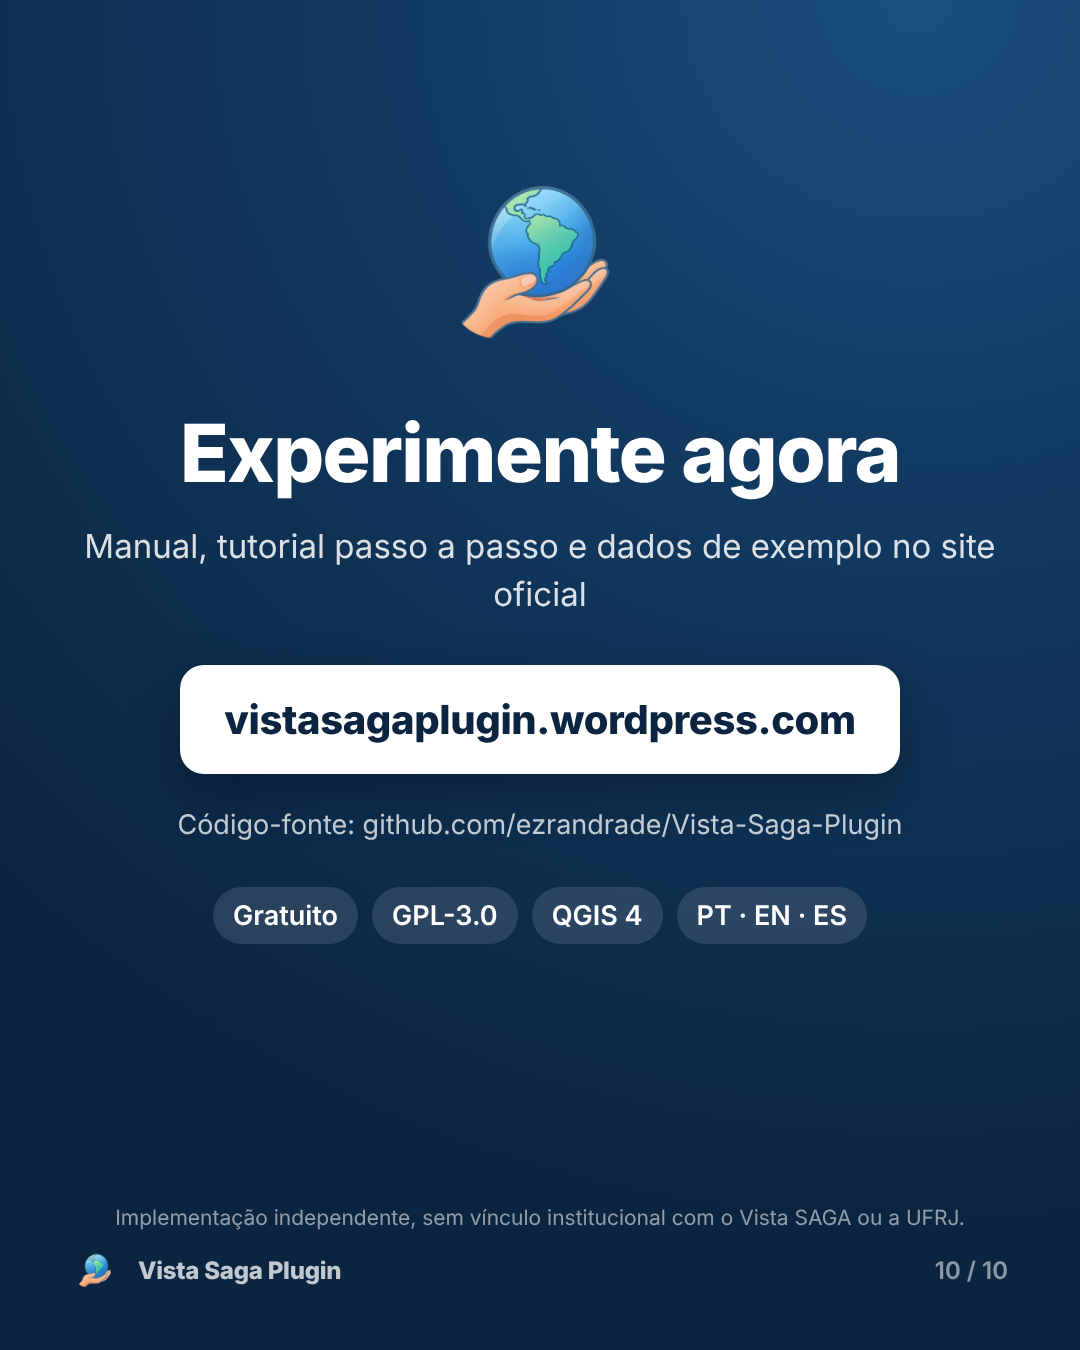 Experimente agora
Manual, tutorial passo a passo e dados de exemplo no site
oficial
vistasagaplugin.wordpress.com
Código-fonte: github.com/ezrandrade/Vista-Saga-Plugin
Gratuito GPL-3.0 QGIS 4 PT · EN · ES
Implementação independente, sem vínculo institucional com o Vista SAGA ou a UFRJ.
Vista Saga Plugin 10 / 10